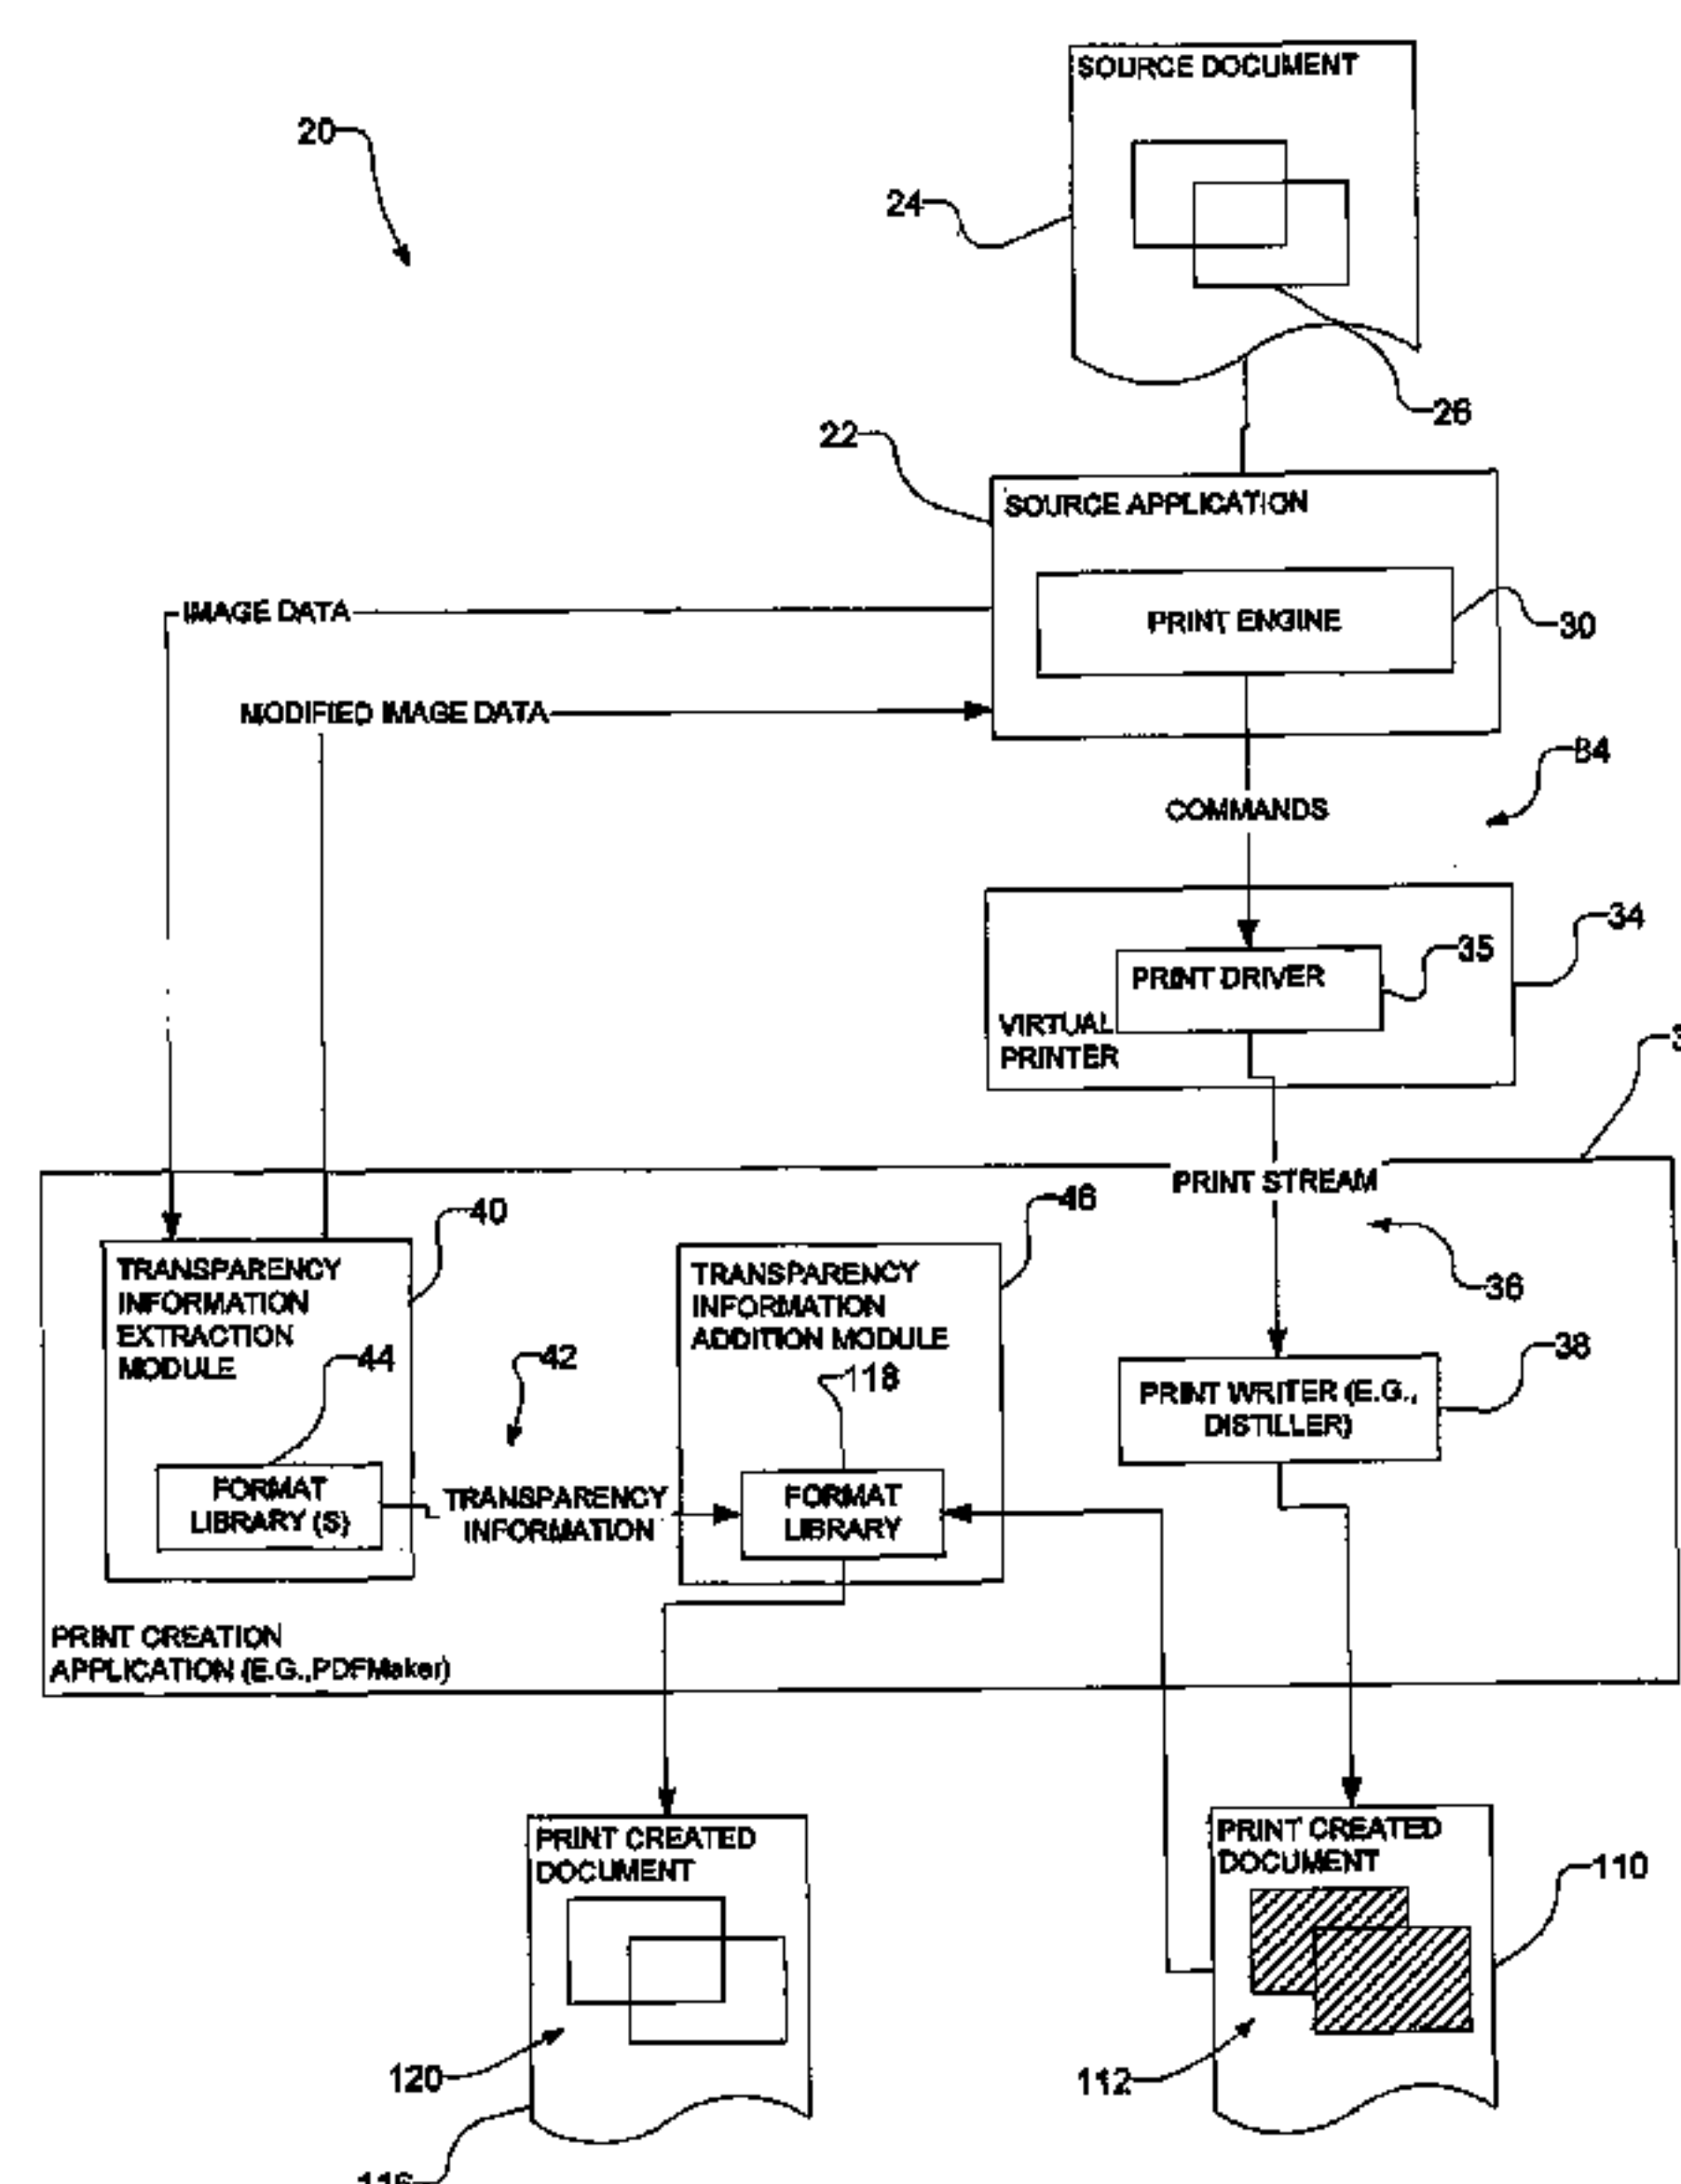 SOURCE DOCUMENT
20
24
26
22
SOURCE APPLICATION
IMAGE DATA
PRINT ENGINE
30
MODIFIED IMAGE DATA
84
COMMANDS
34
35
PRINT DRIVER
VIRTUAL
PRINTER
PRINT STREAM
40
46
TRANSPARENCY
INFORMATION
EXTRACTION
MODULE
TRANSPARENCY
INFORMATION
ADDITION MODULE
36
38
44
42
118
PRINT WRITER (E.G.,
DISTILLER)
FORMAT
LIBRARY (S)
TRANSPARENCY
INFORMATION
FORMAT
LIBRARY
PRINT CREATION
APPLICATION (E.G.,PDFMaker)
PRINT CREATED
DOCUMENT
PRINT CREATED
DOCUMENT
110
120
112
116